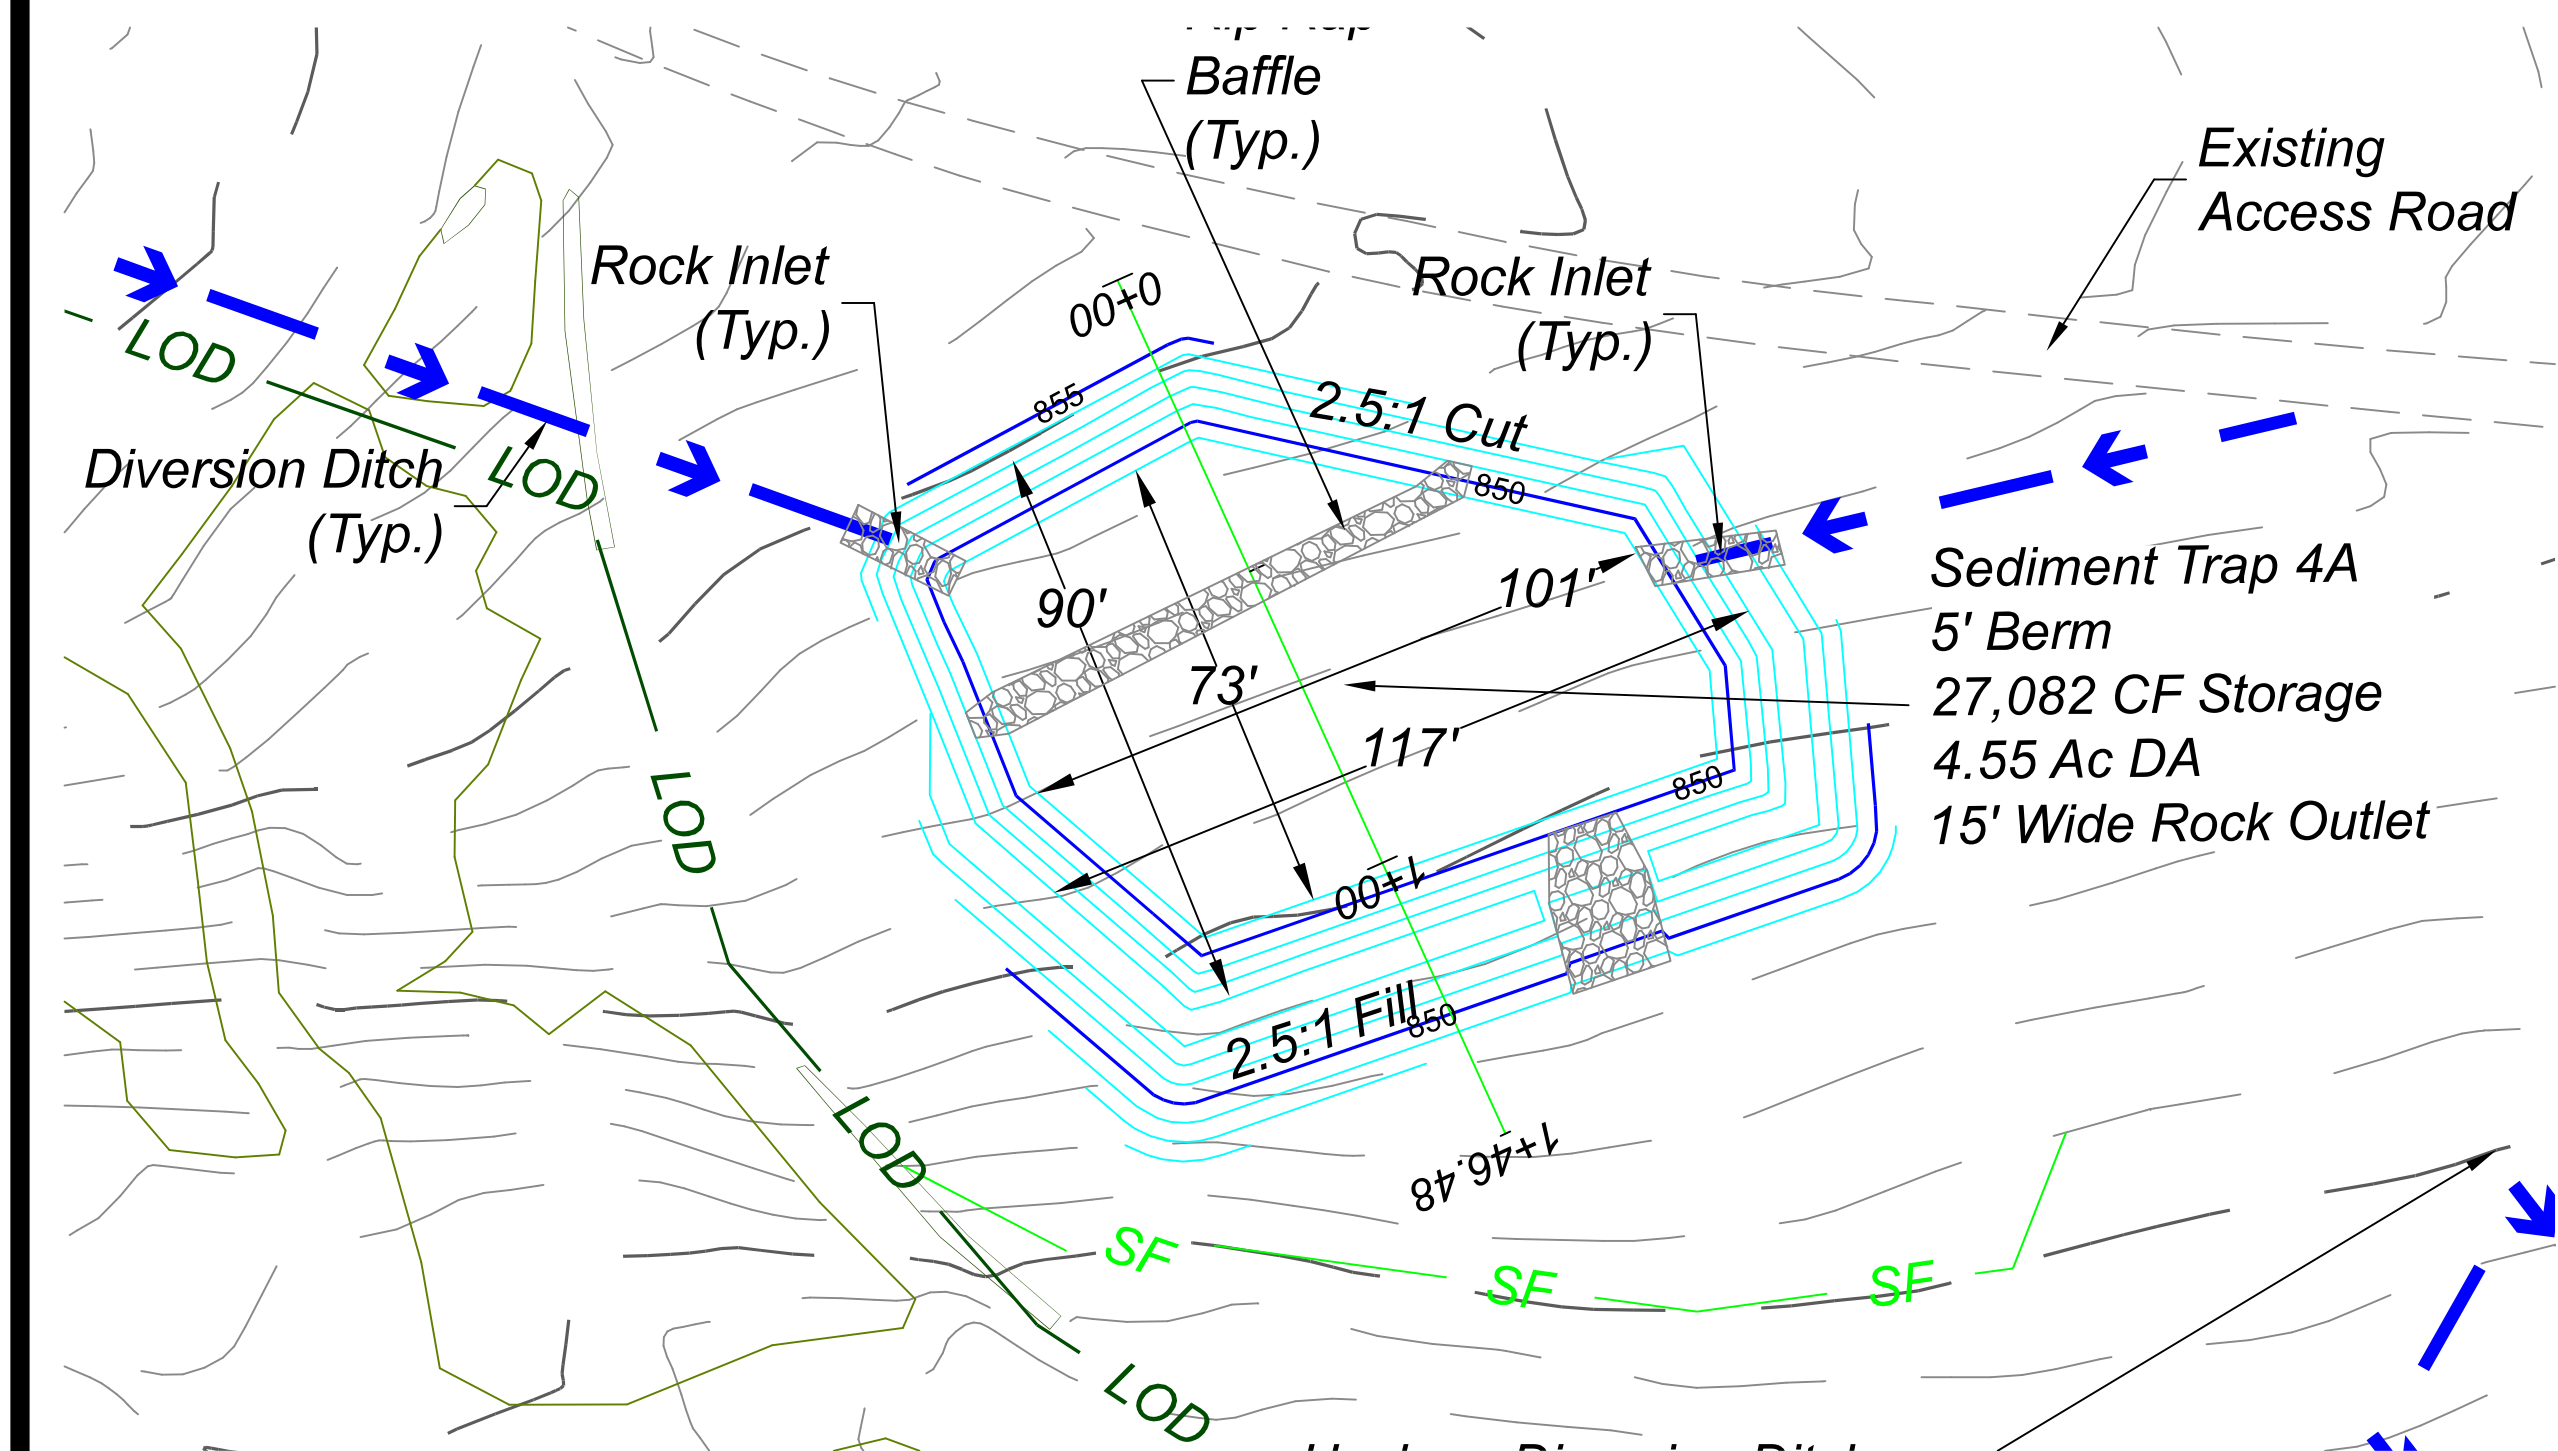 Baffle
(Typ.)
Existing
Access Road
Rock Inlet
(Typ.)
Rock Inlet
(Typ.)
0+00
LOD
855
2.5:1 Cut
Diversion Ditch
(Typ.)
LOD
850
90'
101'
73'
117'
Sediment Trap 4A
5' Berm
27,082 CF Storage
4.55 Ac DA
15' Wide Rock Outlet
LOD
850
1+00
2.5:1 Fill
850
LOD
1+46.48
SF
SF
SF
LOD